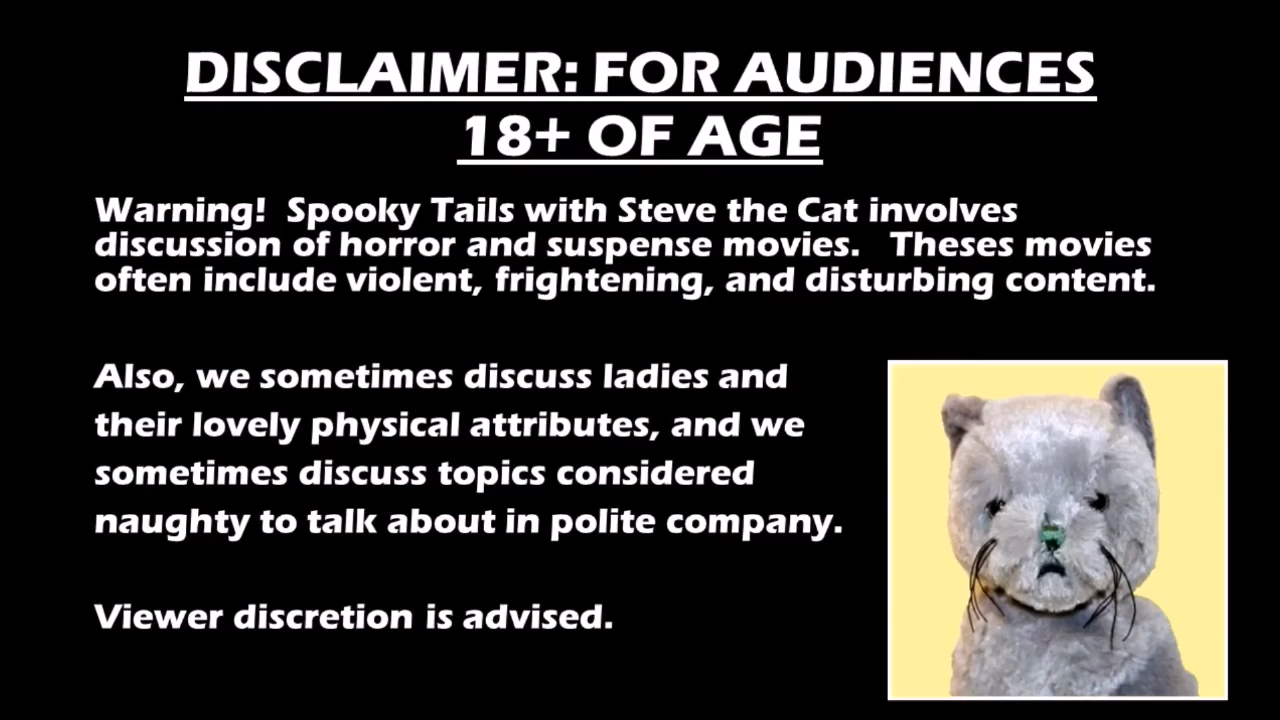 DISCLAIMER: FOR AUDIENCES
18+ OF AGE
Warning!  Spooky Tails with Steve the Cat involves
discussion of horror and suspense movies.   Theses movies
often include violent, frightening, and disturbing content.
Also, we sometimes discuss ladies and
their lovely physical attributes, and we
sometimes discuss topics considered
naughty to talk about in polite company.
Viewer discretion is advised.